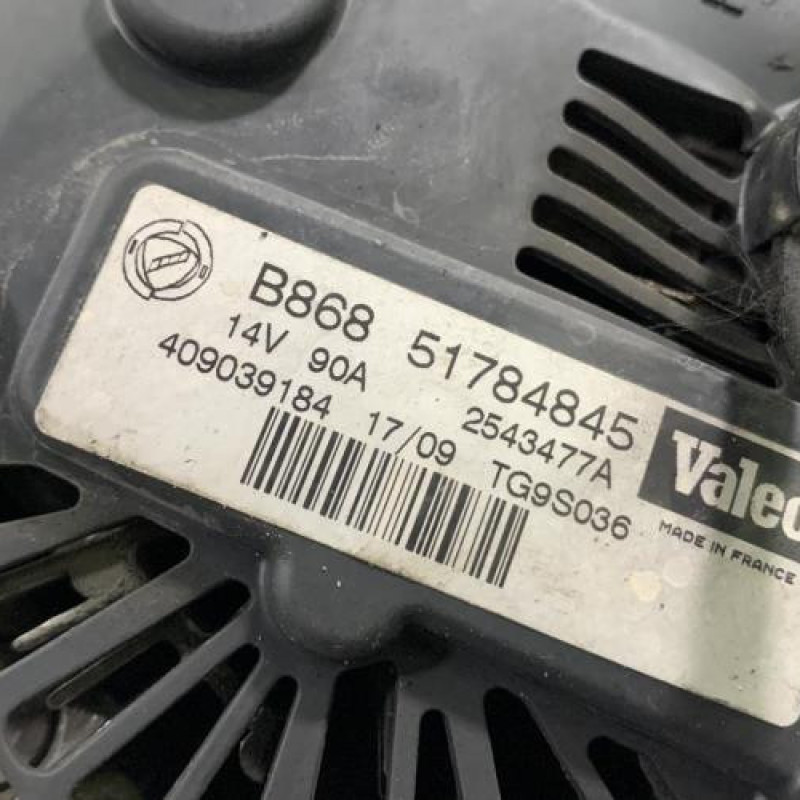 B868 51784845
14V 90A 2543477A
409039184 17/09 TG9S036
Valeo
MADE IN FRANCE